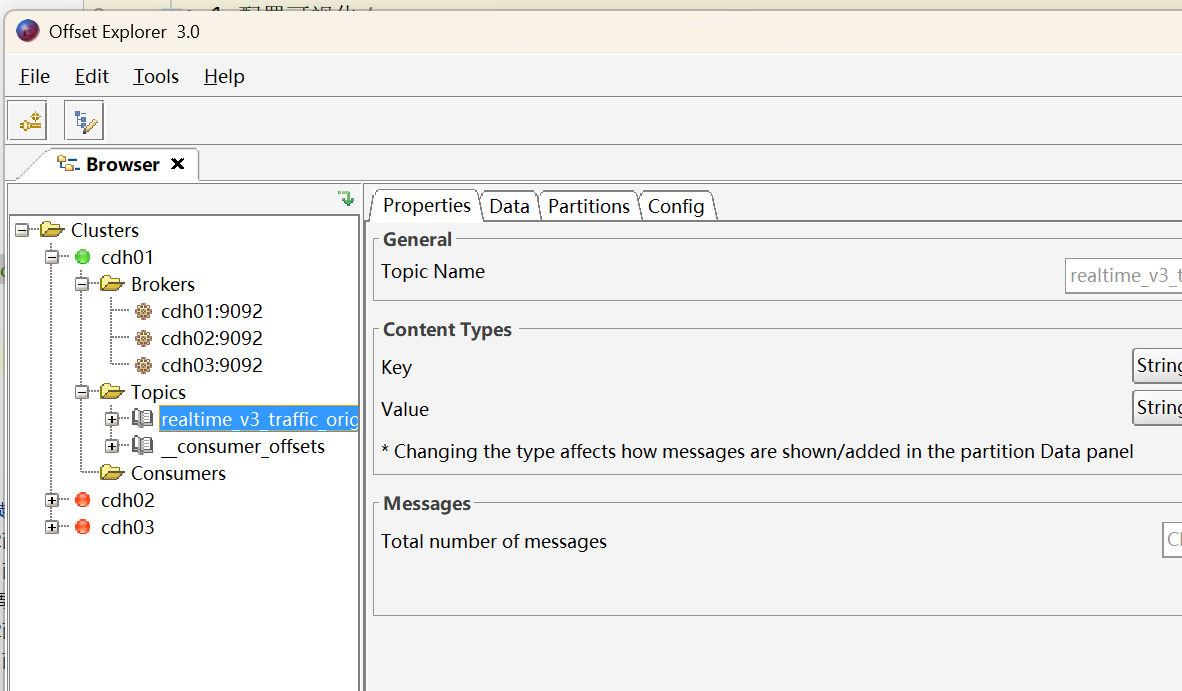 Offset Explorer 3.0
File Edit Tools Help
Browser
Properties Data Partitions Config
Clusters
cdh01
Brokers
cdh01:9092
cdh02:9092
cdh03:9092
Topics
realtime_v3_traffic_orig
__consumer_offsets
Consumers
cdh02
cdh03
General
Topic Name
realtime_v3_t
Content Types
Key
String
Value
String
* Changing the type affects how messages are shown/added in the partition Data panel
Messages
Total number of messages